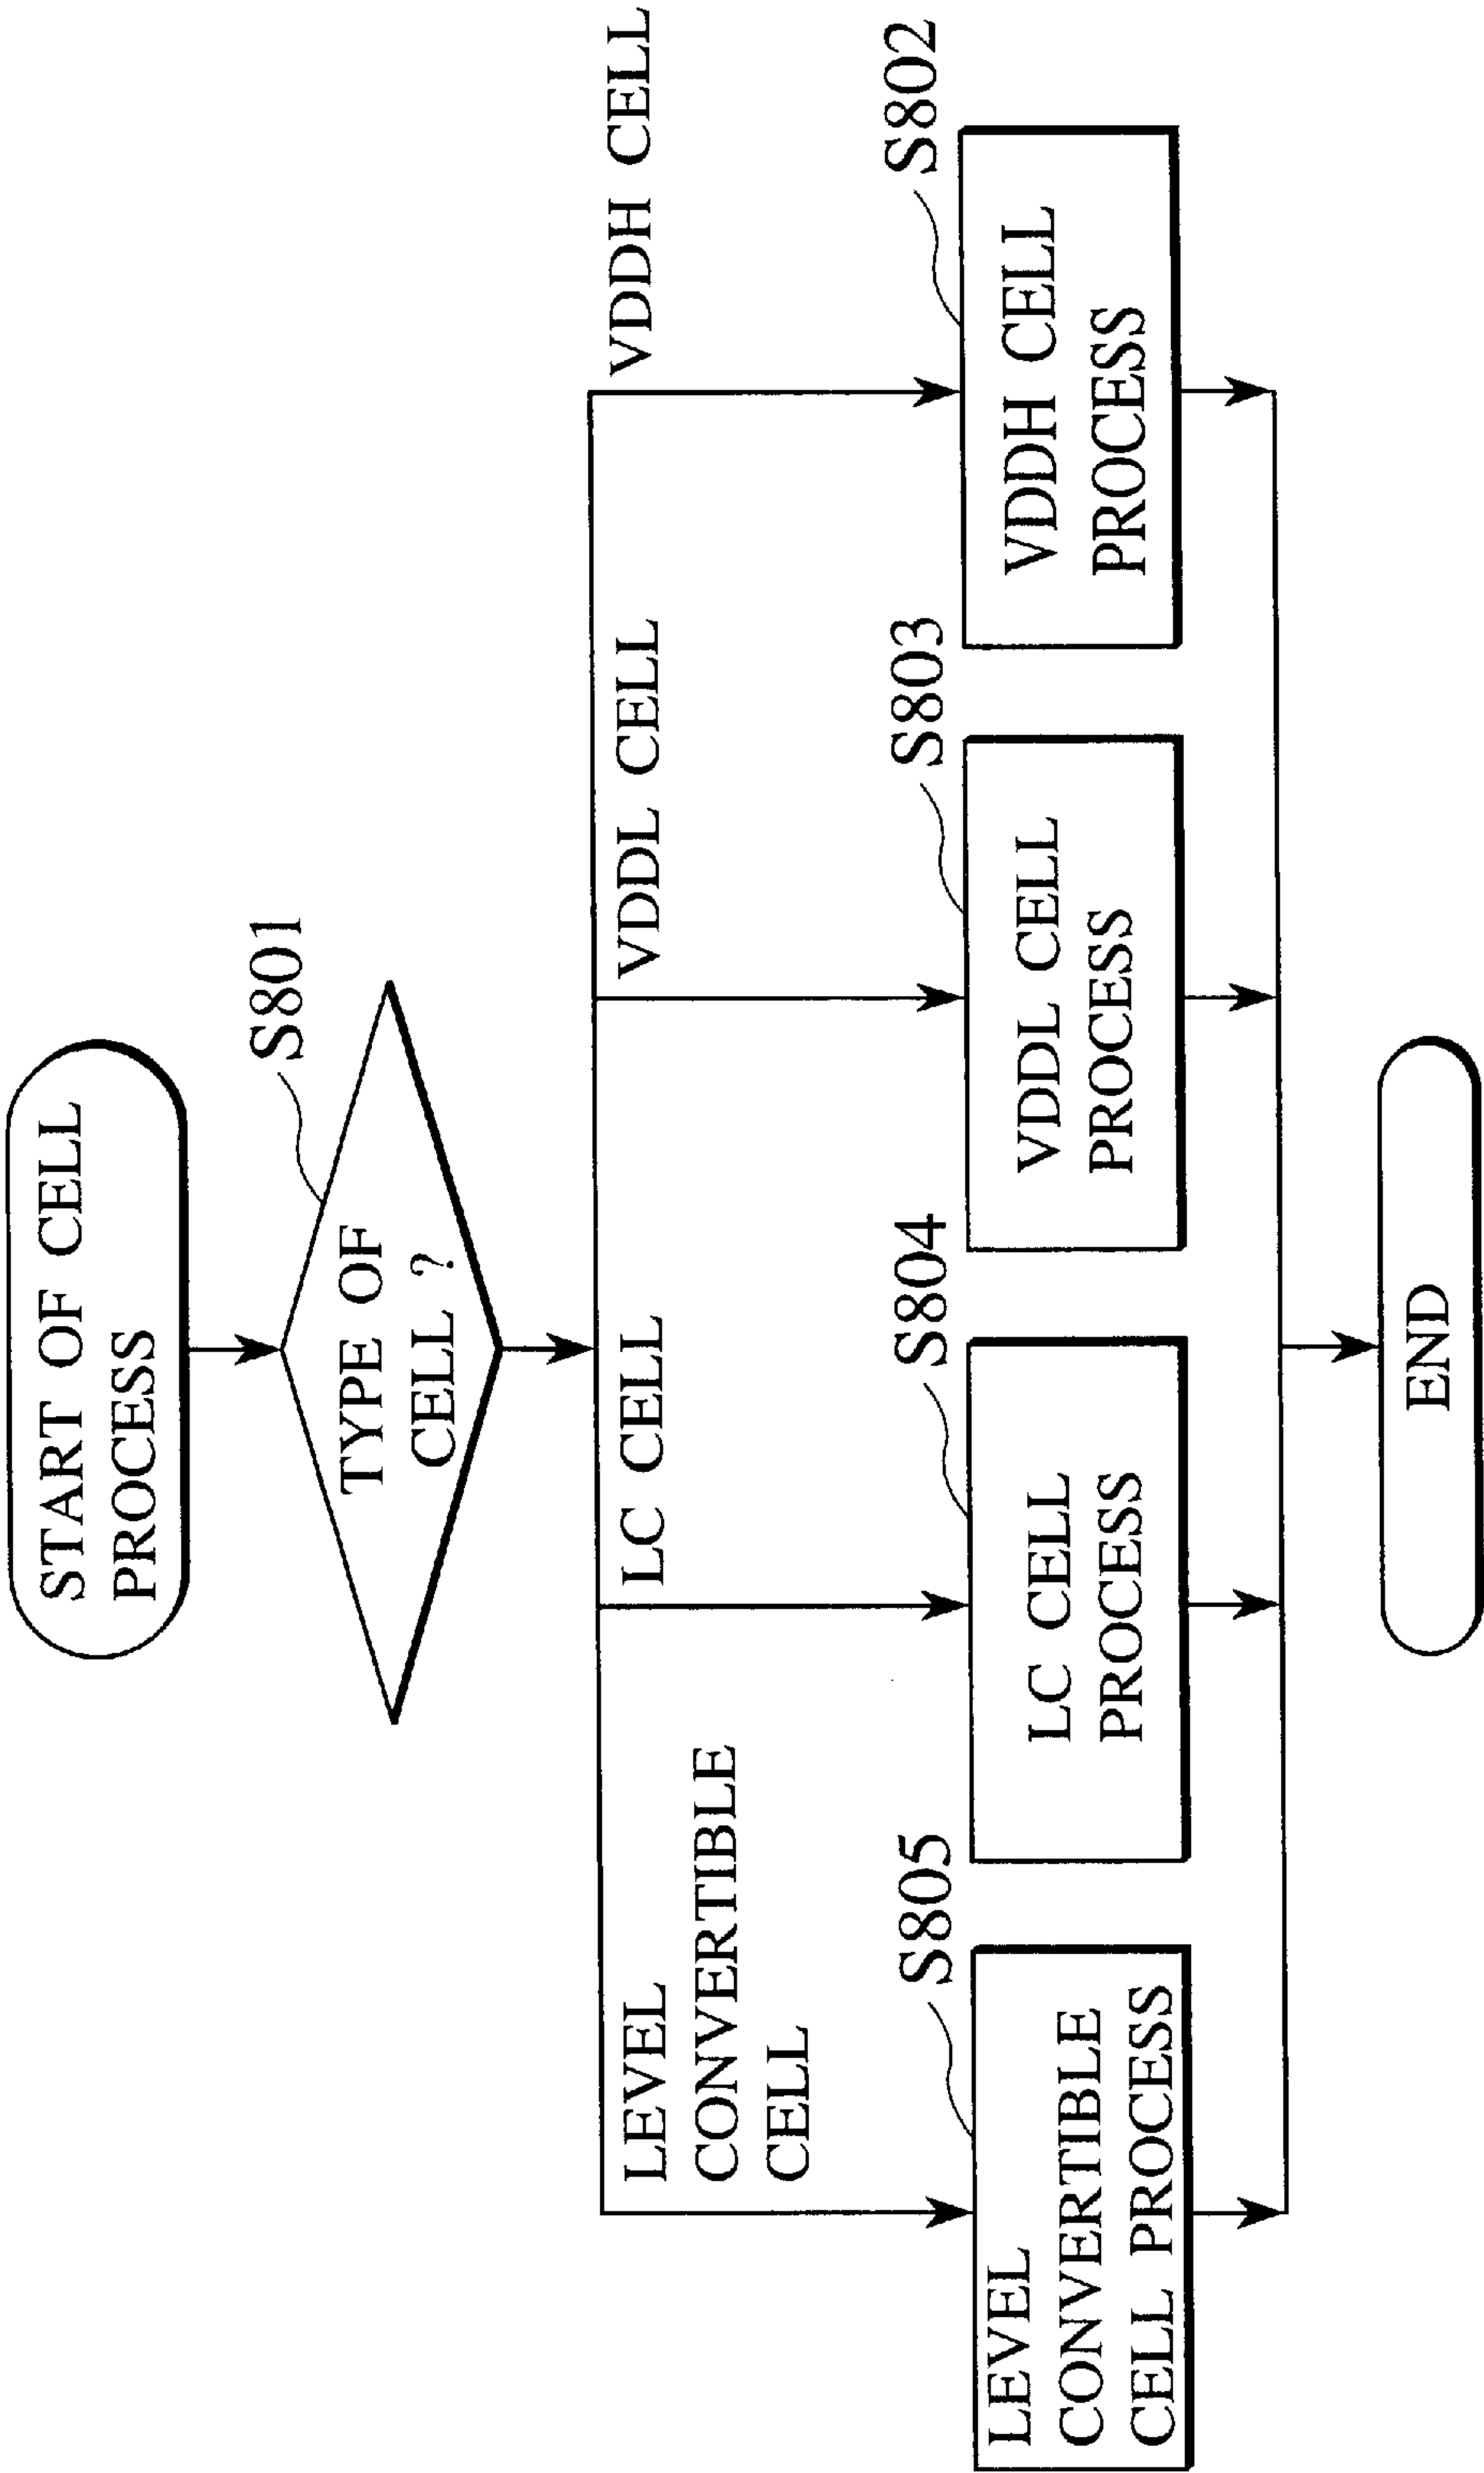 START OF CELL
PROCESS
S801
TYPE OF
CELL ?
LEVEL
CONVERTIBLE
CELL
LC CELL
VDDL CELL
VDDH CELL
S805
S804
S803
S802
LEVEL
CONVERTIBLE
CELL PROCESS
LC CELL
PROCESS
VDDL CELL
PROCESS
VDDH CELL
PROCESS
END